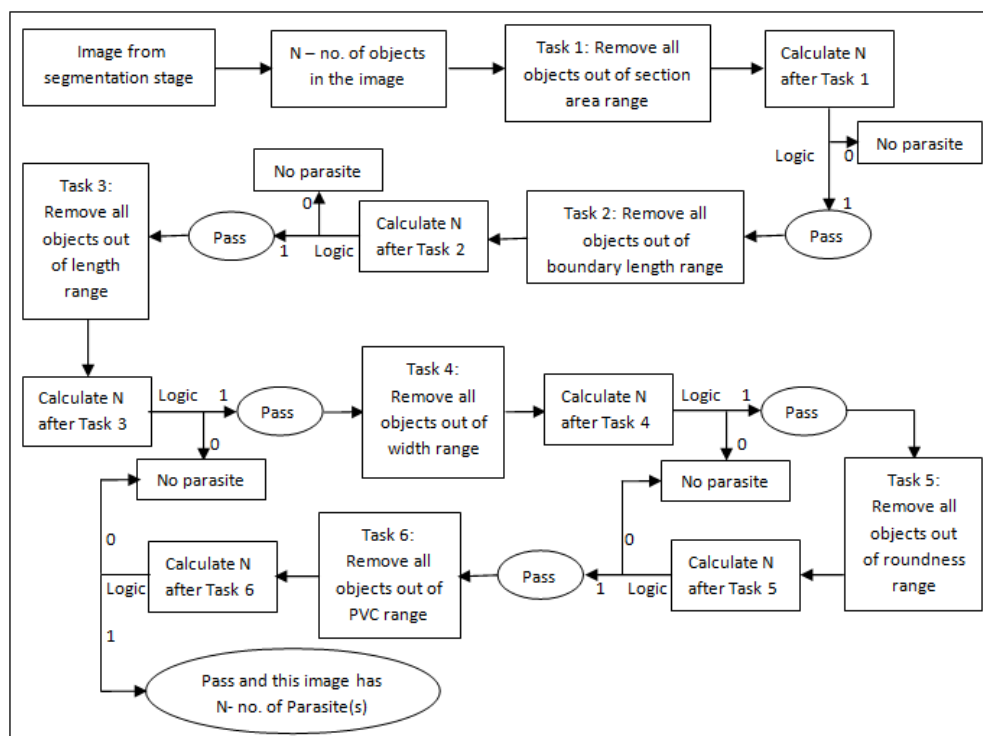 Image from
segmentation stage
N – no. of objects
in the image
Task 1: Remove all
objects out of section
area range
Calculate N
after Task 1
Logic
0
No parasite
1
Pass
Task 2: Remove all
objects out of
boundary length range
Calculate N
after Task 2
Logic
0
No parasite
1
Pass
Task 3:
Remove all
objects out
of length
range
Calculate N
after Task 3
Logic
1
0
No parasite
Pass
Task 4:
Remove all
objects out of
width range
Calculate N
after Task 4
Logic
1
0
No parasite
Pass
Task 5:
Remove all
objects out
of roundness
range
Calculate N
after Task 5
Logic
0
1
Pass
Task 6:
Remove all
objects out of
PVC range
Calculate N
after Task 6
0
Logic
1
Pass and this image has
N- no. of Parasite(s)